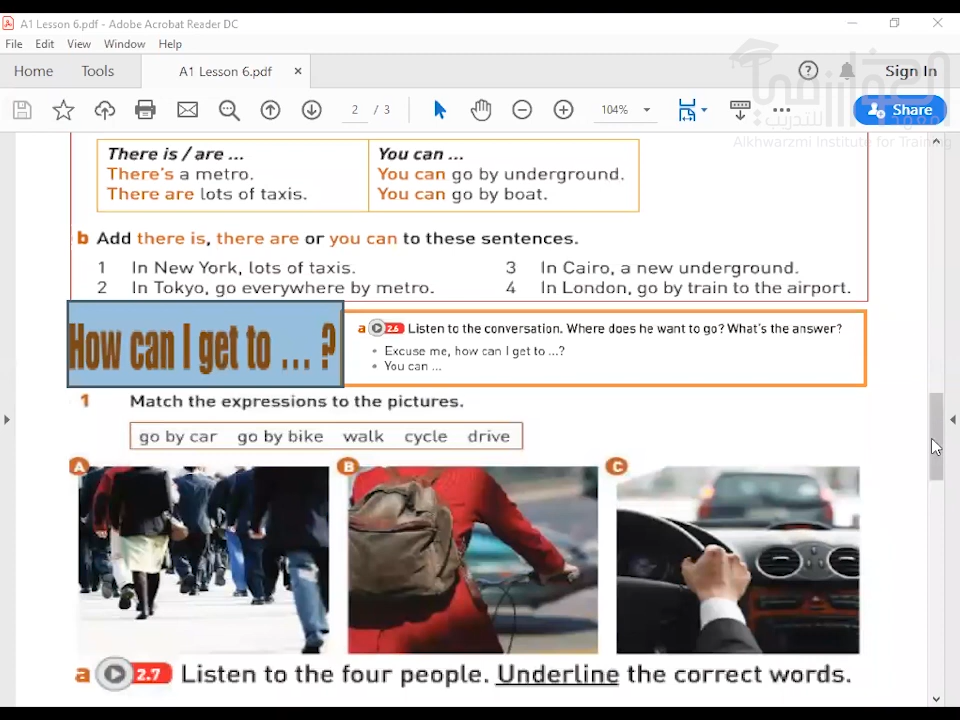 A1 Lesson 6.pdf - Adobe Acrobat Reader DC
File Edit View Window Help
Home Tools A1 Lesson 6.pdf × ? Sign In
2 / 3 104% Share
معهد الخوارزمي للتدريب
Alkhwarzmi Institute for Training
There is / are ... You can ...
There's a metro. You can go by underground.
There are lots of taxis. You can go by boat.
b Add there is, there are or you can to these sentences.
1 In New York, lots of taxis. 3 In Cairo, a new underground.
2 In Tokyo, go everywhere by metro. 4 In London, go by train to the airport.
How can I get to ... ?
a 2.6 Listen to the conversation. Where does he want to go? What's the answer?
• Excuse me, how can I get to ...?
• You can ...
1 Match the expressions to the pictures.
go by car go by bike walk cycle drive
A B C
a 2.7 Listen to the four people. Underline the correct words.